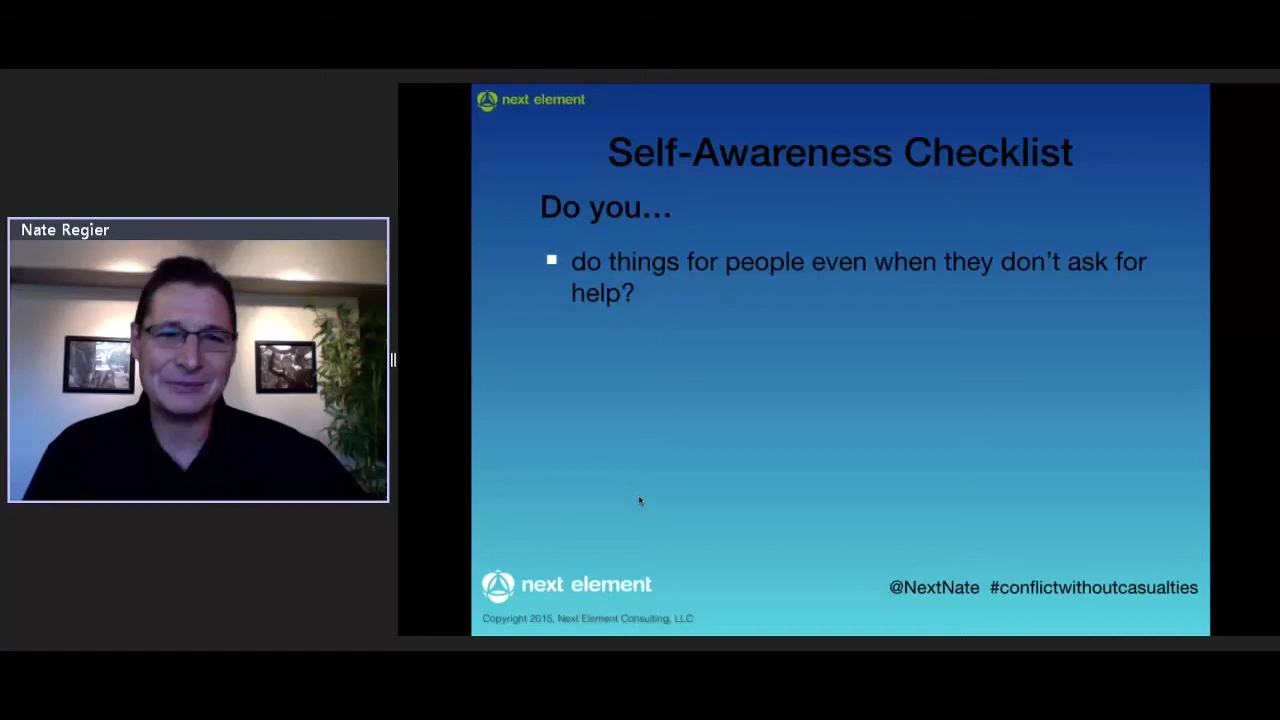 Nate Regier
next element
Self-Awareness Checklist
Do you...
do things for people even when they don't ask for
help?
next element
@NextNate #conflictwithoutcasualties
Copyright 2015, Next Element Consulting, LLC